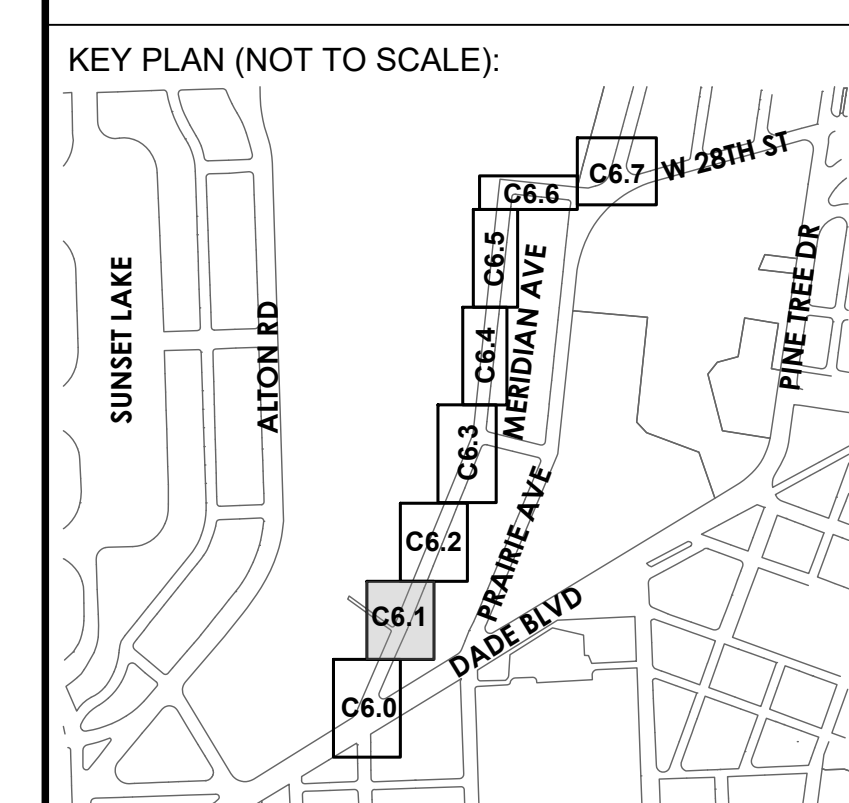 KEY PLAN (NOT TO SCALE):
W 28TH ST
C6.7
C6.6
C6.5
MERIDIAN AVE
PINE TREE DR
SUNSET LAKE
ALTON RD
C6.4
C6.3
C6.2
PRAIRIE AVE
C6.1
DADE BLVD
C6.0